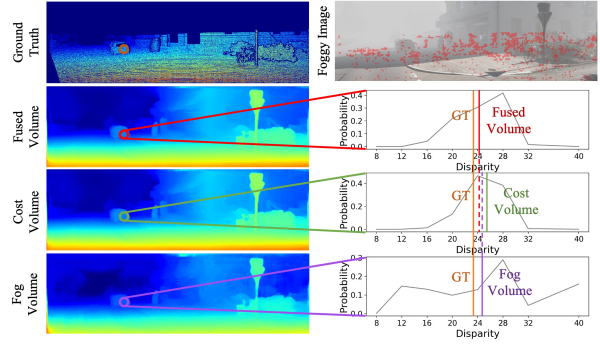 Ground
Truth
Foggy Image
Fused
Volume
Probability
0.4
0.3
0.2
0.1
0.0
GT
Fused
Volume
8 12 16 20 24 28 32 40
Disparity
Cost
Volume
Probability
0.4
0.2
0.0
GT
Cost
Volume
8 12 16 20 24 28 32 40
Disparity
Fog
Volume
Probability
0.3
0.2
0.1
0.0
GT
Fog
Volume
8 12 16 20 24 28 32 40
Disparity